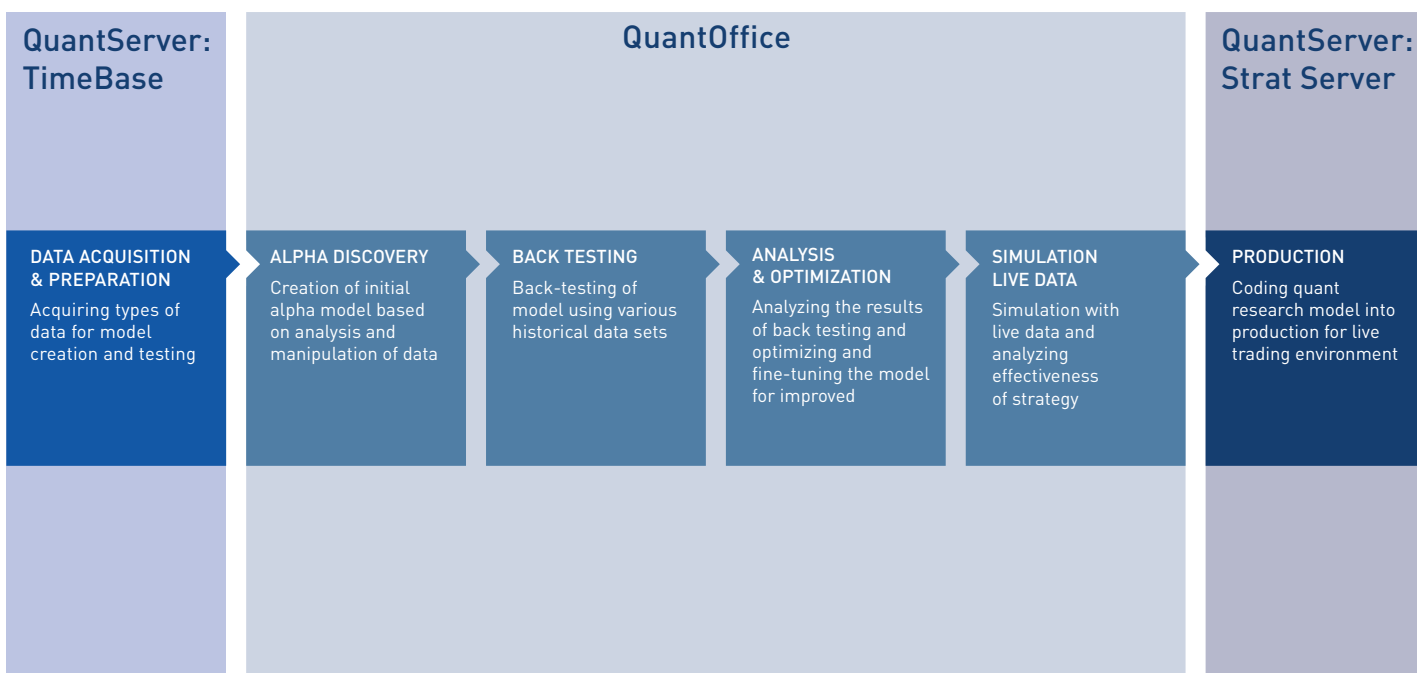 QuantServer:
TimeBase
QuantOffice
QuantServer:
Strat Server
DATA ACQUISITION
& PREPARATION
Acquiring types of
data for model
creation and testing
ALPHA DISCOVERY
Creation of initial
alpha model based
on analysis and
manipulation of data
BACK TESTING
Back-testing of
model using various
historical data sets
ANALYSIS
& OPTIMIZATION
Analyzing the results
of back testing and
optimizing and
fine-tuning the model
for improved
SIMULATION
LIVE DATA
Simulation with
live data and
analyzing
effectiveness
of strategy
PRODUCTION
Coding quant
research model into
production for live
trading environment